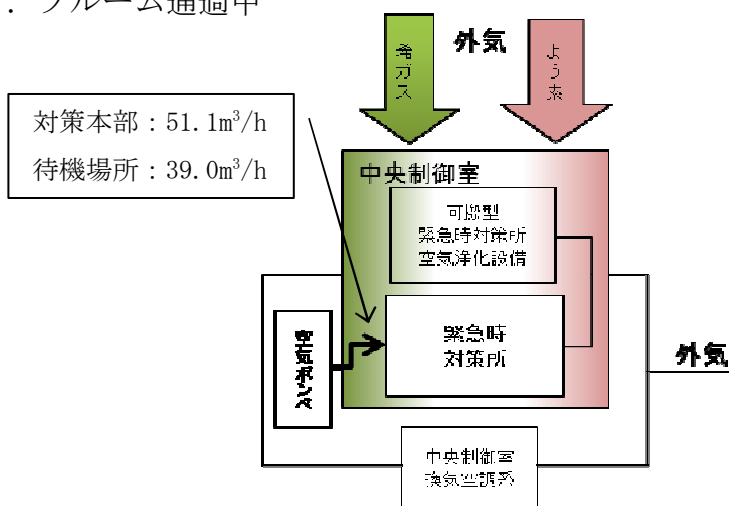 . プルーム通過中
外気
希ガス
よう素
対策本部：51.1m³/h
待機場所：39.0m³/h
中央制御室
可搬型
緊急時対策所
空気浄化設備
緊急時
対策所
空気ボンベ
外気
中央制御室
換気空調系